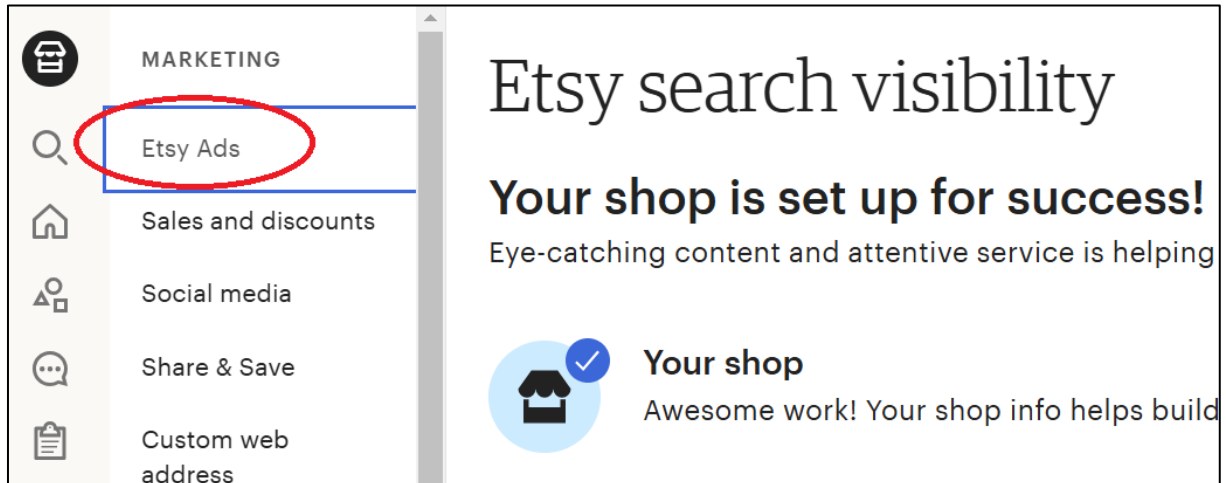 MARKETING
Etsy Ads
Sales and discounts
Social media
Share & Save
Custom web
address
Etsy search visibility
Your shop is set up for success!
Eye-catching content and attentive service is helping
Your shop
Awesome work! Your shop info helps build